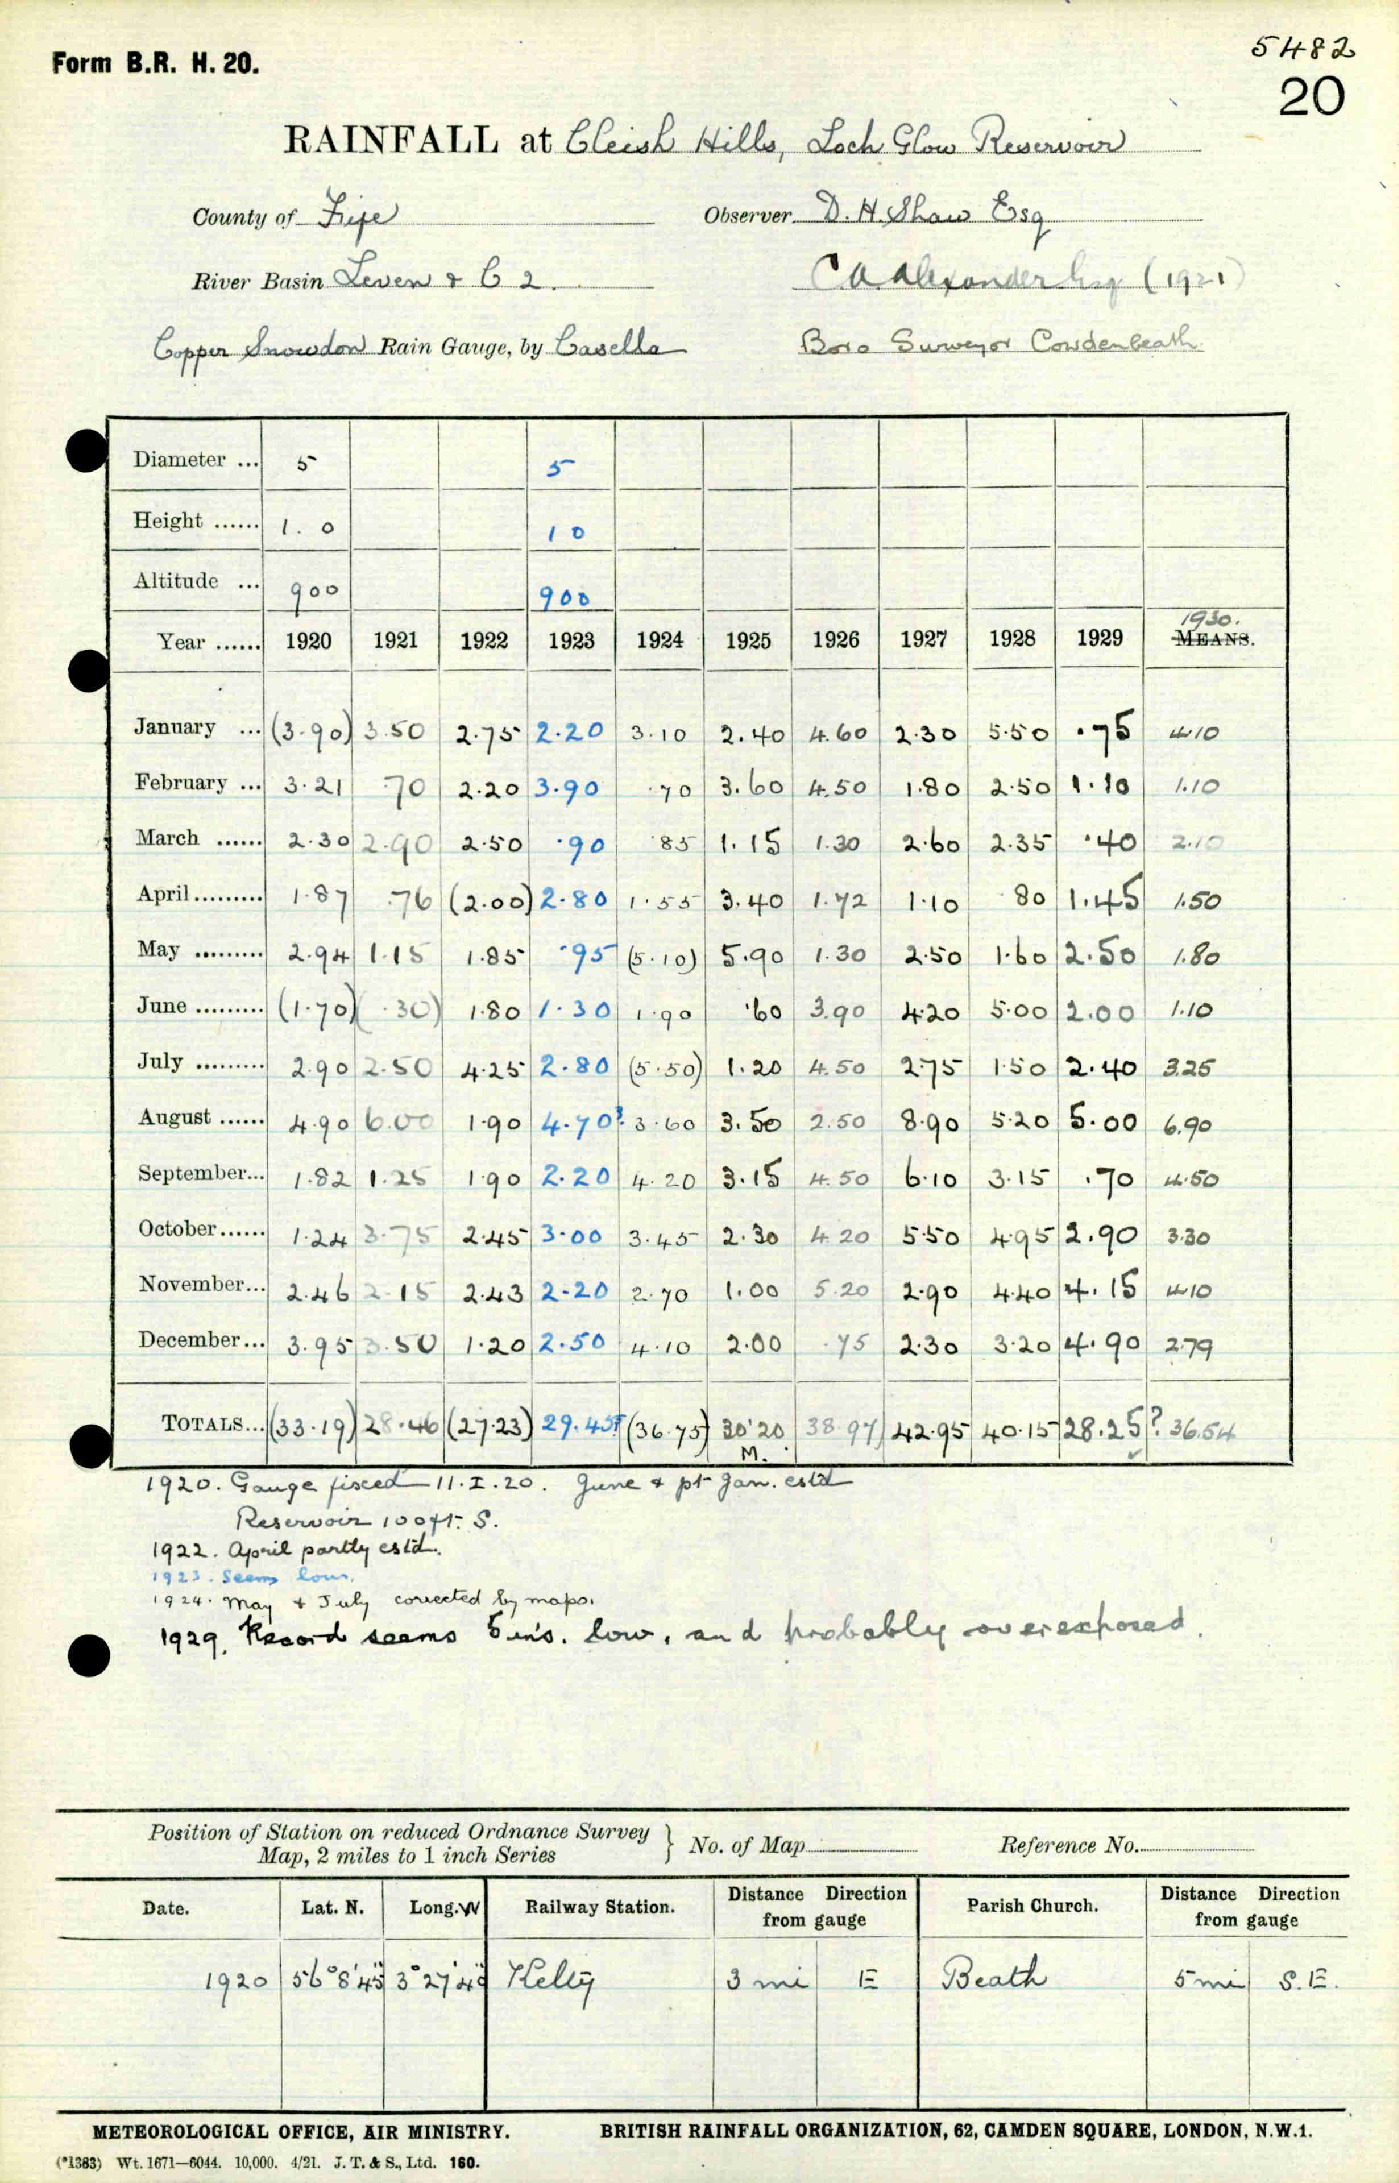 5482
Form B.R. H. 20.
20
RAINFALL at Cleish Hills, Loch Glow Reservoir
County of Fife Observer D. H. Shaw Esq
River Basin Leven & C 2. C A Alexander Esq (1921)
Copper Snowdon Rain Gauge, by Casella Boro Surveyor Cowdenbeath
Diameter ... 5 5
Height ...... 1. 0 1 0
Altitude ... 900 900
1930.
Year ...... 1920 1921 1922 1923 1924 1925 1926 1927 1928 1929 MEANS.
January ... (3.90) 3.50 2.75 2.20 3.10 2.40 4.60 2.30 5.50 .75 4.10
February ... 3.21 .70 2.20 3.90 .70 3.60 4.50 1.80 2.50 1.10 1.10
March ...... 2.30 2.90 2.50 .90 85 1.15 1.30 2.60 2.35 .40 2.10
April ......... 1.87 .76 (2.00) 2.80 1.55 3.40 1.72 1.10 80 1.45 1.50
May ......... 2.94 1.15 1.85 .95 (5.10) 5.90 1.30 2.50 1.60 2.50 1.80
June ......... (1.70) (.30) 1.80 1.30 1.90 .60 3.90 4.20 5.00 2.00 1.10
July ......... 2.90 2.50 4.25 2.80 (5.50) 1.20 4.50 2.75 1.50 2.40 3.25
August ...... 4.90 6.00 1.90 4.70? 3.60 3.50 2.50 8.90 5.20 5.00 6.90
September... 1.82 1.25 1.90 2.20 4.20 3.15 4.50 6.10 3.15 .70 4.50
October...... 1.24 3.75 2.45 3.00 3.45 2.30 4.20 5.50 4.95 2.90 3.30
November... 2.46 2.15 2.43 2.20 2.70 1.00 5.20 2.90 4.40 4.15 4.10
December... 3.95 3.50 1.20 2.50 4.10 2.00 .75 2.30 3.20 4.90 2.79
TOTALS... (33.19) 28.46 (27.23) 29.45? (36.75) 30.20 38.97) 42.95 40.15 28.25? 36.54
M.
1920. Gauge fixed 11.I.20. June & pt Jan. estd
Reservoir 100ft. S.
1922. April partly estd.
1923. Seems low.
1924. May & July corrected by maps.
1929. Record seems 5 ins. low, and probably overexposed.
Position of Station on reduced Ordnance Survey
Map, 2 miles to 1 inch Series } No. of Map Reference No.
Date. Lat. N. Long. W Railway Station. Distance Direction from gauge Parish Church. Distance Direction from gauge
1920 56°8'45" 3°27'40" Kelty 3 mi E Beath 5 mi S.E.
METEOROLOGICAL OFFICE, AIR MINISTRY. BRITISH RAINFALL ORGANIZATION, 62, CAMDEN SQUARE, LONDON, N.W.1.
(*1383) Wt. 1671—6044. 10,000. 4/21. J. T. & S., Ltd. 160.